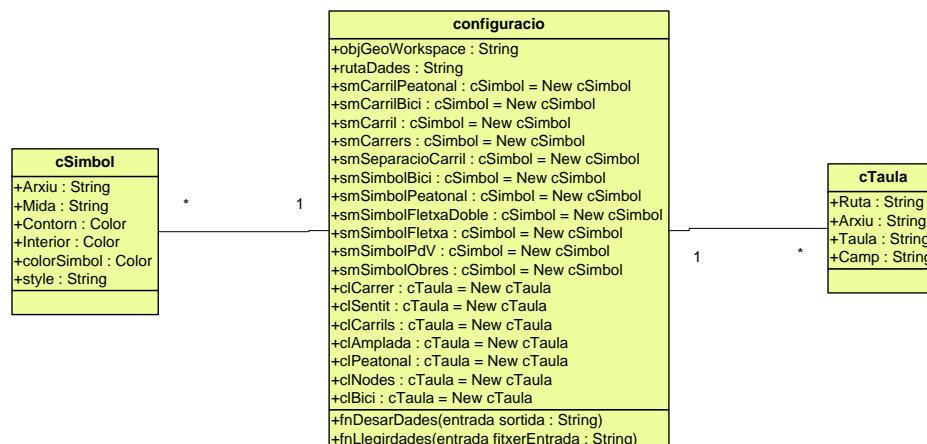 configuracio
+objGeoWorkspace : String
+rutaDades : String
+smCarrilPeatonal : cSimbol = New cSimbol
+smCarrilBici : cSimbol = New cSimbol
+smCarril : cSimbol = New cSimbol
+smCarrers : cSimbol = New cSimbol
+smSeparacioCarril : cSimbol = New cSimbol
+smSimbolBici : cSimbol = New cSimbol
+smSimbolPeatonal : cSimbol = New cSimbol
+smSimbolFletxaDoble : cSimbol = New cSimbol
+smSimbolFletxa : cSimbol = New cSimbol
+smSimbolPdV : cSimbol = New cSimbol
+smSimbolObres : cSimbol = New cSimbol
+clCarrer : cTaula = New cTaula
+clSentit : cTaula = New cTaula
+clCarrils : cTaula = New cTaula
+clAmplada : cTaula = New cTaula
+clPeatonal : cTaula = New cTaula
+clNodes : cTaula = New cTaula
+clBici : cTaula = New cTaula
+fnDesarDades(entrada sortida : String)
+fnLlegirdades(entrada fitxerEntrada : String)
cSimbol
+Arxiu : String
+Mida : String
+Contorn : Color
+Interior : Color
+colorSimbol : Color
+style : String
*
1
cTaula
+Ruta : String
+Arxiu : String
+Taula : String
+Camp : String
1
*